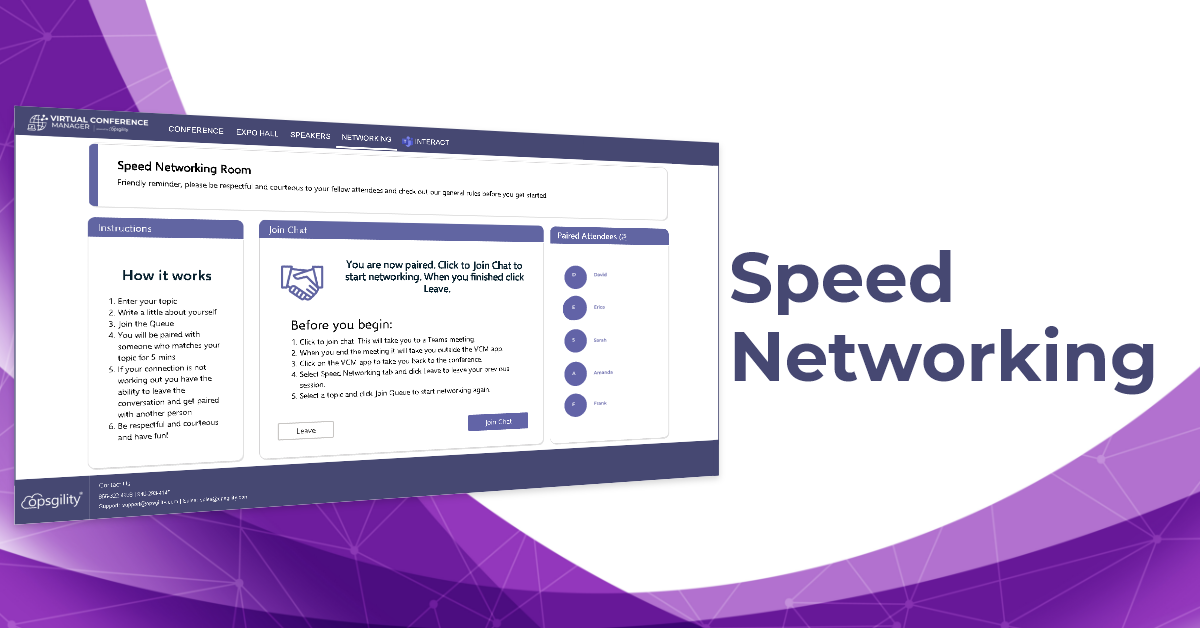 VIRTUAL CONFERENCE
MANAGER
opsgility
CONFERENCE
EXPO HALL
SPEAKERS
NETWORKING
INTERACT
Speed Networking Room
Friendly reminder, please be respectful and courteous to your fellow attendees and check out our general rules before you get started
Instructions
How it works
1. Enter your topic
2. Write a little about yourself
3. Join the Queue
4. You will be paired with
someone who matches your
topic for 5 mins
5. If your connection is not
working out you have the
ability to leave the
conversation and get paired
with another person
6. Be respectful and courteous
and have fun!
Join Chat
You are now paired. Click to Join Chat to
start networking. When you finished click
Leave.
Before you begin:
1. Click to join chat. This will take you to a Teams meeting
2. When you end the meeting it will take you outside the VCM app
3. Click on the VCM app to take you back to the conference.
4. Select Speed Networking tab and click Leave to leave your previous
session.
5. Select a topic and click Join Queue to start networking again.
Leave
Join Chat
Paired Attendees
D David
E Erica
S Sarah
A Amanda
F Frank
opsgility
Contact Us
Support: support@opsgility.com | Sales: sales@opsgility.com
Speed
Networking